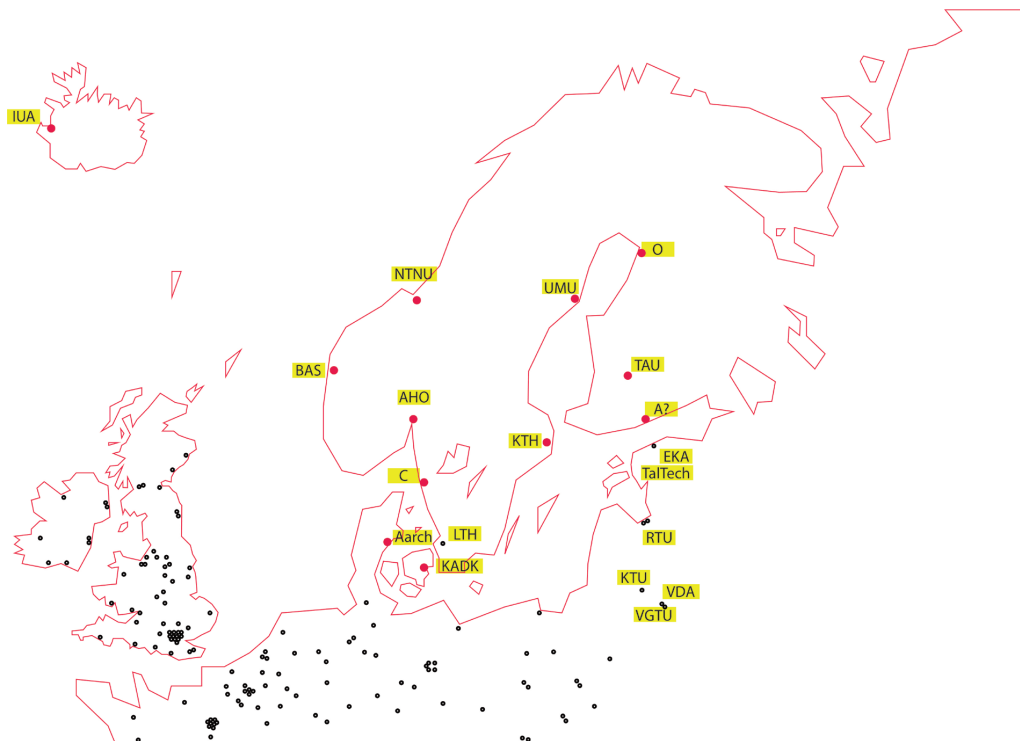 IUA
O
NTNU
UMU
BAS
TAU
AHO
A?
KTH
EKA
C
TalTech
Aarch
LTH
RTU
KADK
KTU
VDA
VGTU